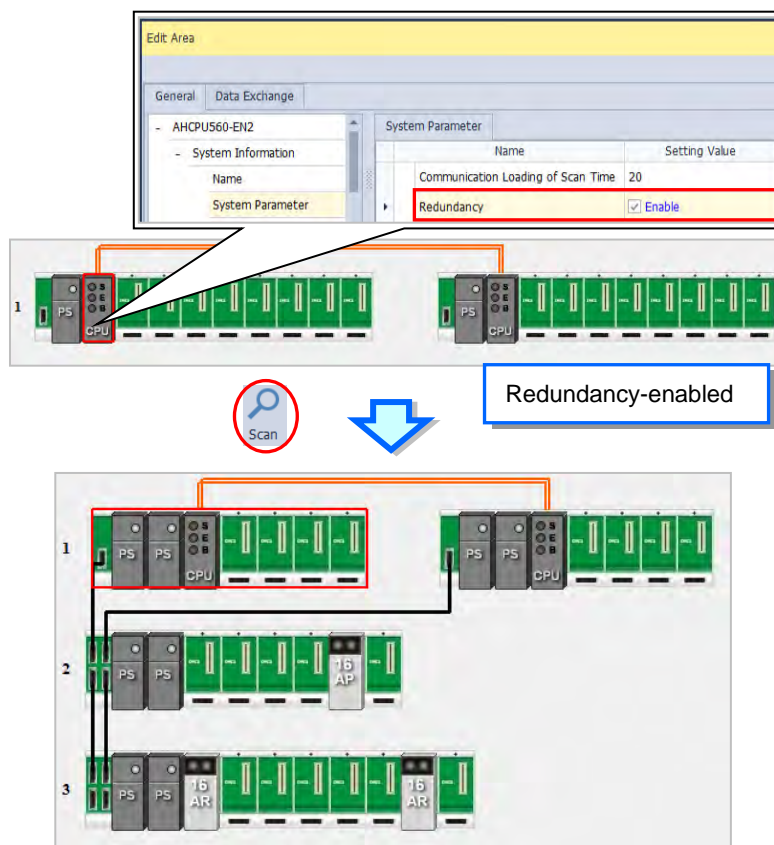 Edit Area
General Data Exchange
- AHCPU560-EN2
- System Information
Name
System Parameter
System Parameter
Name Setting Value
Communication Loading of Scan Time 20
Redundancy Enable
1
PS
S
E
B
CPU
PS
S
E
B
CPU
Redundancy-enabled
Scan
1
PS PS
S
E
B
CPU
PS PS
S
E
B
CPU
2
PS PS
16
AP
3
PS PS
16
AR
16
AR